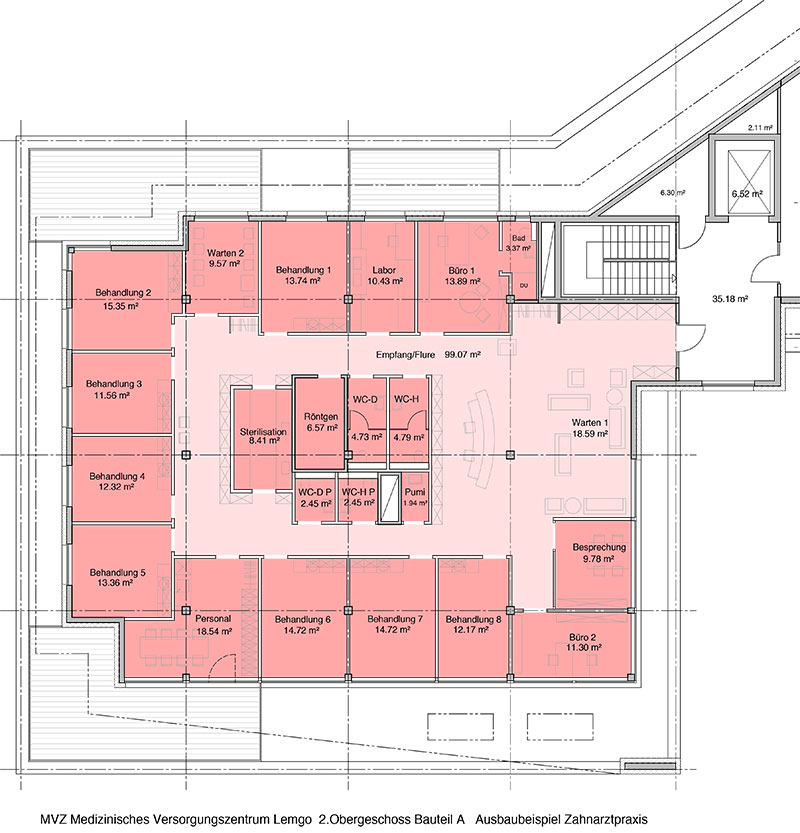 2.11 m²
6.30 m²
6.52 m²
35.18 m²
Warten 2
9.57 m²
Behandlung 1
13.74 m²
Labor
10.43 m²
Büro 1
13.89 m²
Bad
3.37 m²
DU
Behandlung 2
15.35 m²
Empfang/Flure 99.07 m²
Behandlung 3
11.56 m²
Sterilisation
8.41 m²
Röntgen
6.57 m²
WC-D
4.73 m²
WC-H
4.79 m²
Warten 1
18.59 m²
Behandlung 4
12.32 m²
WC-D P
2.45 m²
WC-H P
2.45 m²
Pumi
1.94 m²
Behandlung 5
13.36 m²
Besprechung
9.78 m²
Personal
18.54 m²
Behandlung 6
14.72 m²
Behandlung 7
14.72 m²
Behandlung 8
12.17 m²
Büro 2
11.30 m²
MVZ Medizinisches Versorgungszentrum Lemgo 2.Obergeschoss Bauteil A Ausbaubeispiel Zahnarztpraxis